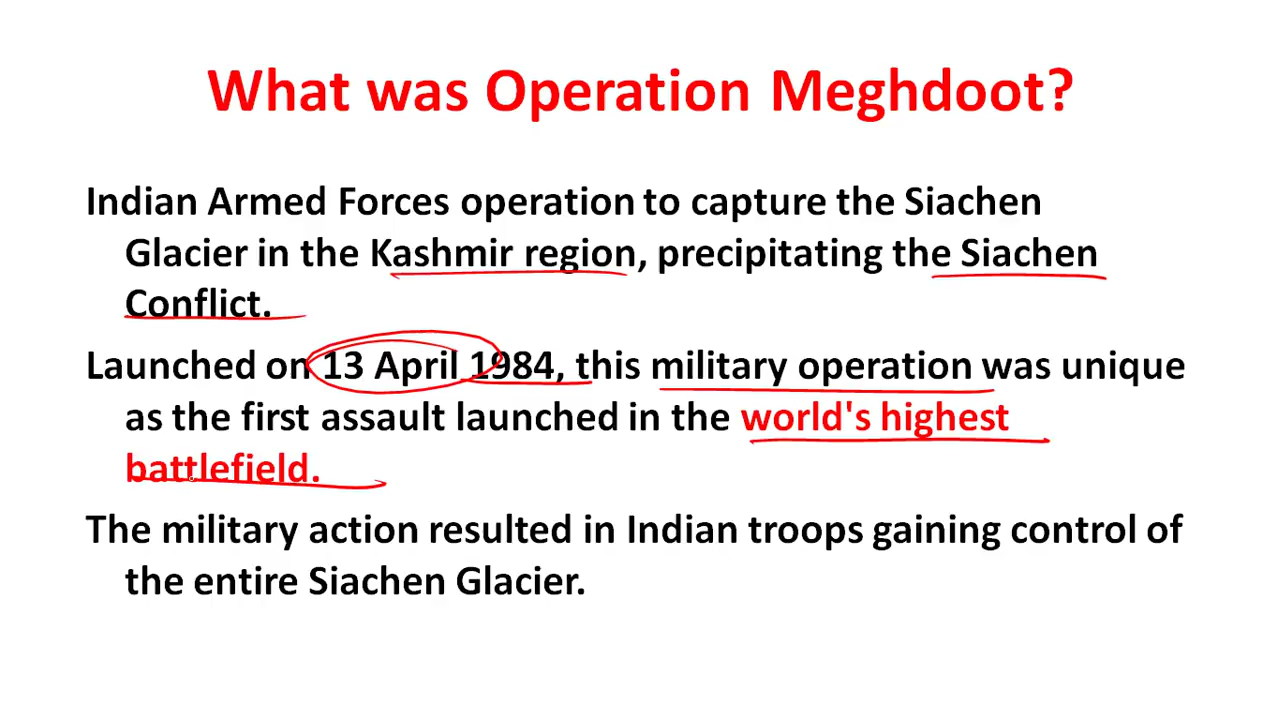 What was Operation Meghdoot?
Indian Armed Forces operation to capture the Siachen
Glacier in the Kashmir region, precipitating the Siachen
Conflict.
Launched on 13 April 1984, this military operation was unique
as the first assault launched in the world's highest
battlefield.
The military action resulted in Indian troops gaining control of
the entire Siachen Glacier.